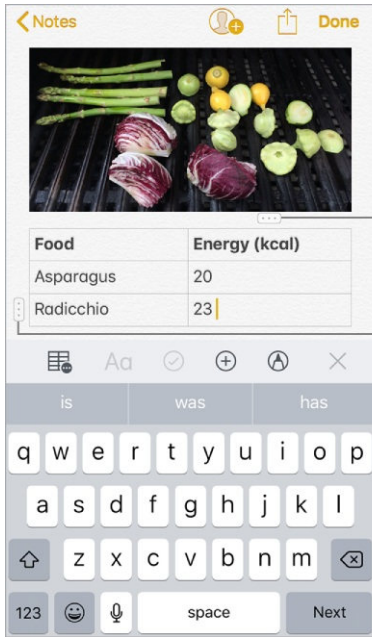 Notes Done
Food Energy (kcal)
Asparagus 20
Radicchio 23
Aa
is was has
q w e r t y u i o p
a s d f g h j k l
z x c v b n m
123 space Next